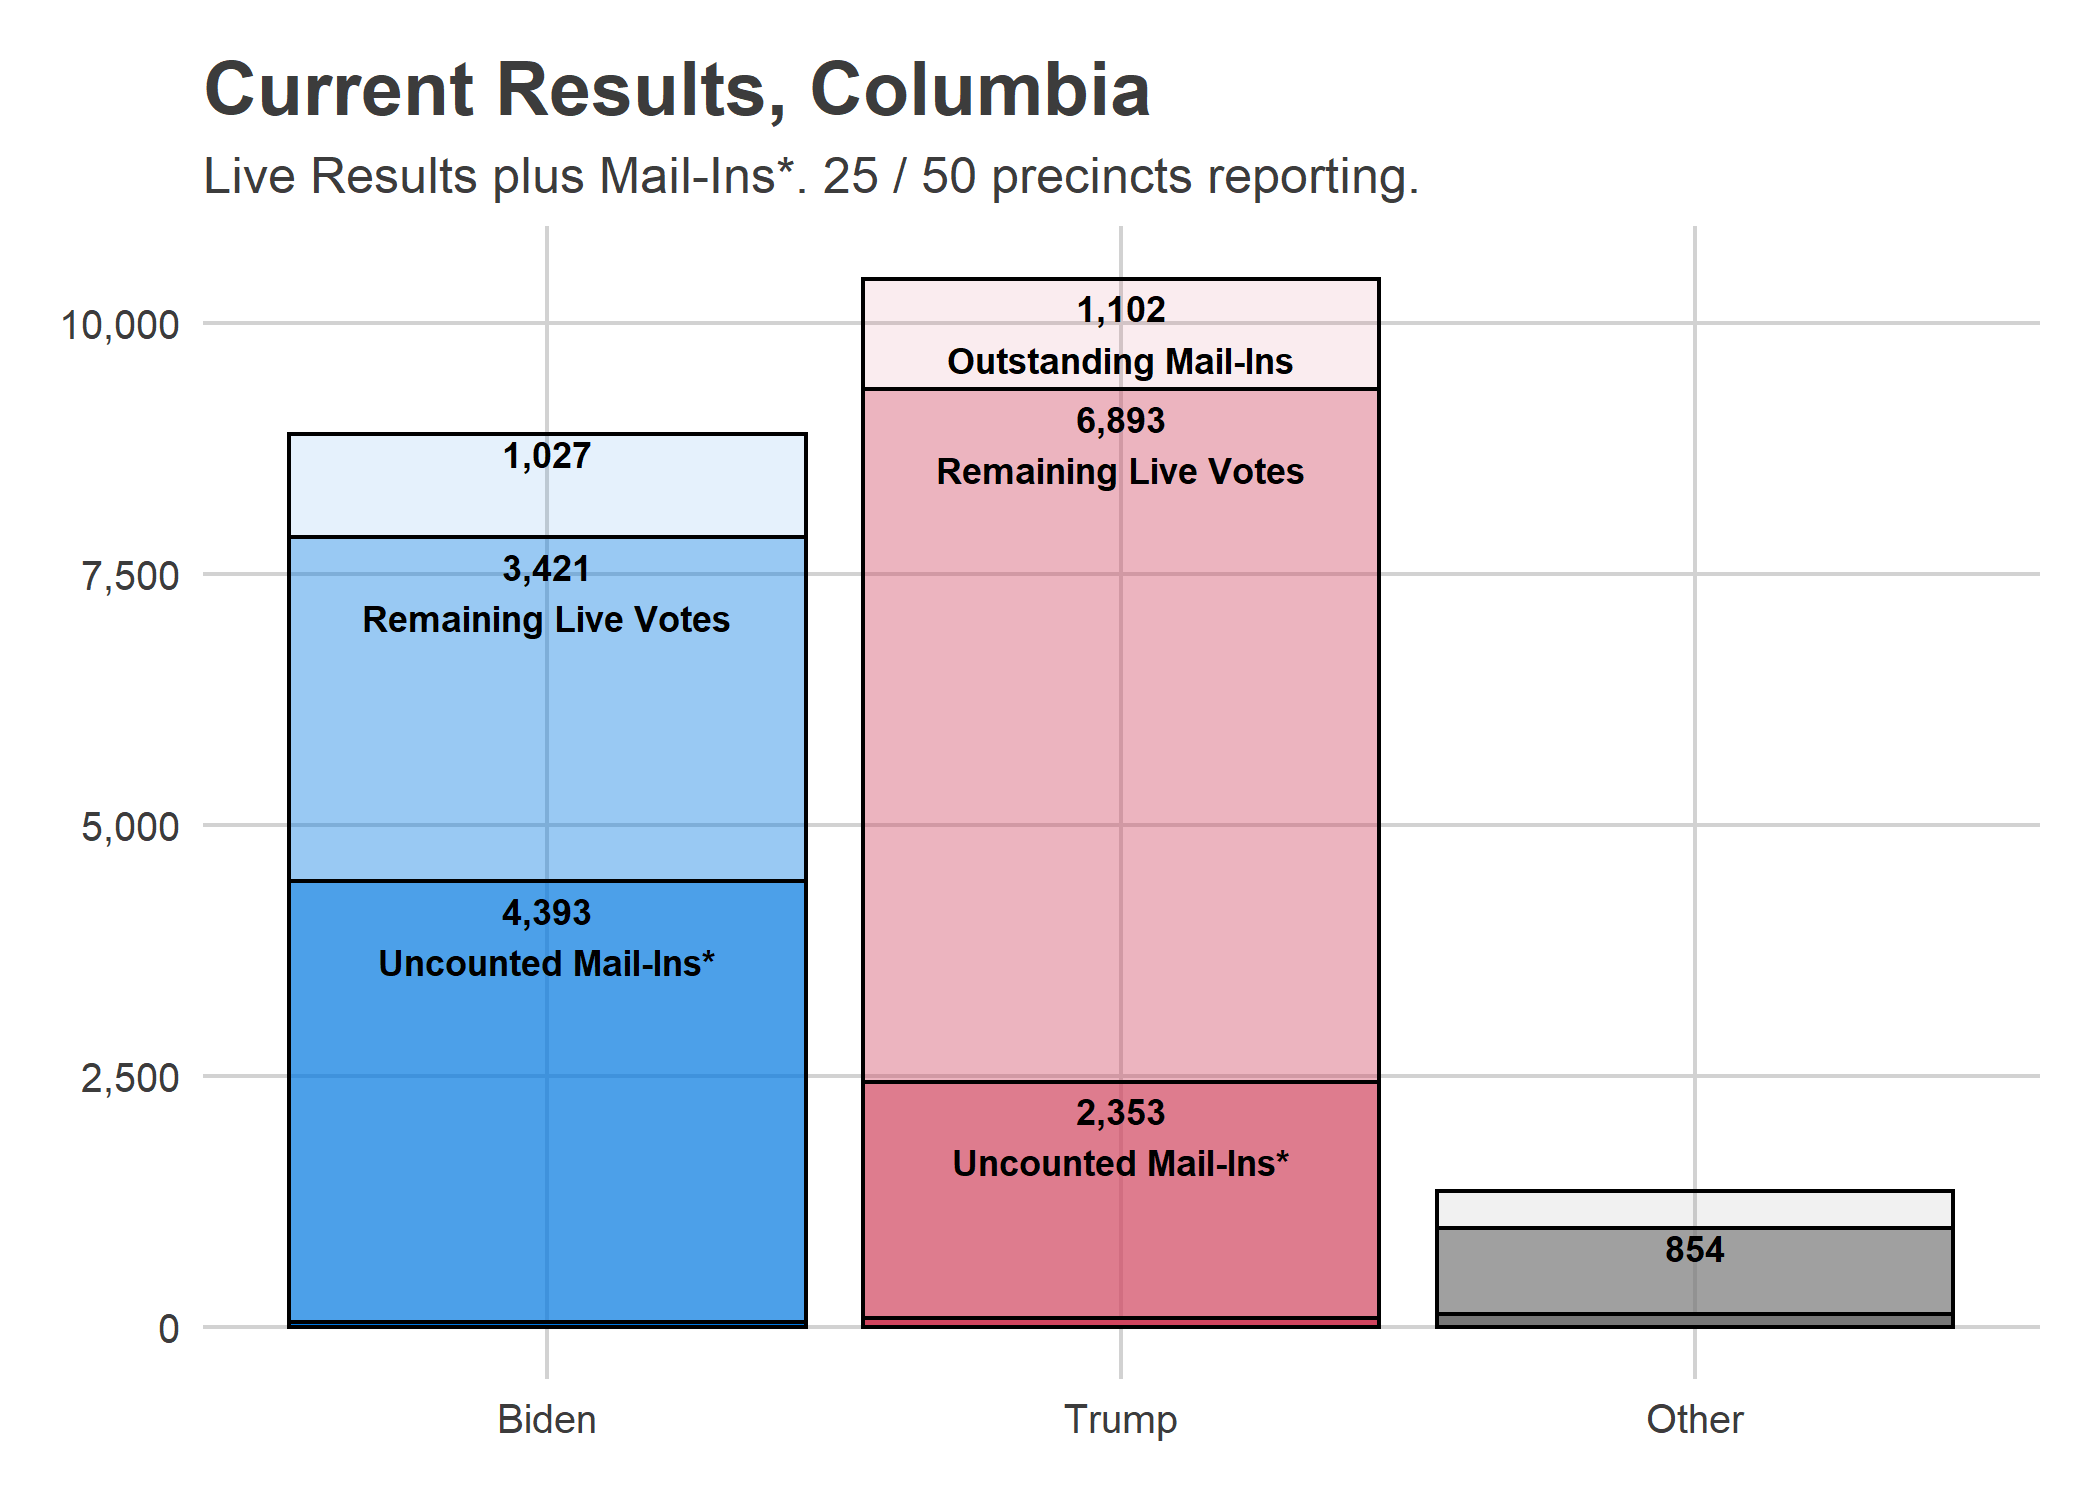 Current Results, Columbia
Live Results plus Mail-Ins*. 25 / 50 precincts reporting.
10,000
7,500
5,000
2,500
0
1,027
3,421
Remaining Live Votes
4,393
Uncounted Mail-Ins*
1,102
Outstanding Mail-Ins
6,893
Remaining Live Votes
2,353
Uncounted Mail-Ins*
854
Biden
Trump
Other